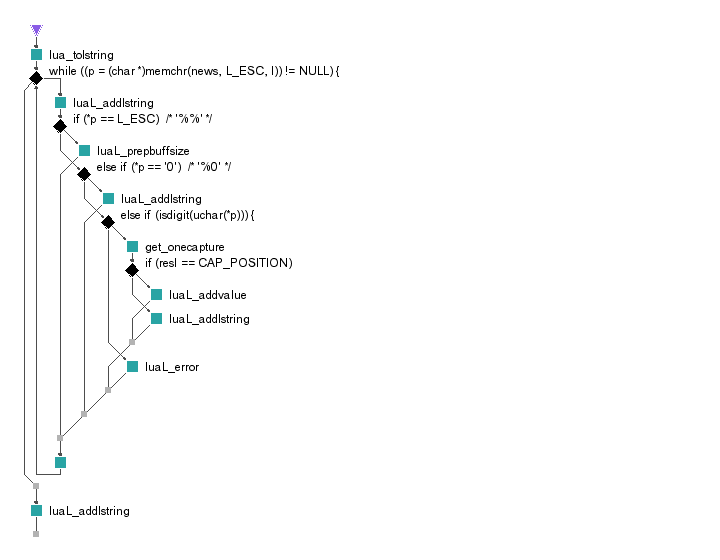 lua_tolstring
while ((p = (char *)memchr(news, L_ESC, l)) != NULL) {
luaL_addlstring
if (*p == L_ESC)  /* '%%' */
luaL_prepbuffsize
else if (*p == '0')  /* '%0' */
luaL_addlstring
else if (isdigit(uchar(*p))) {
get_onecapture
if (resl == CAP_POSITION)
luaL_addvalue
luaL_addlstring
luaL_error
luaL_addlstring